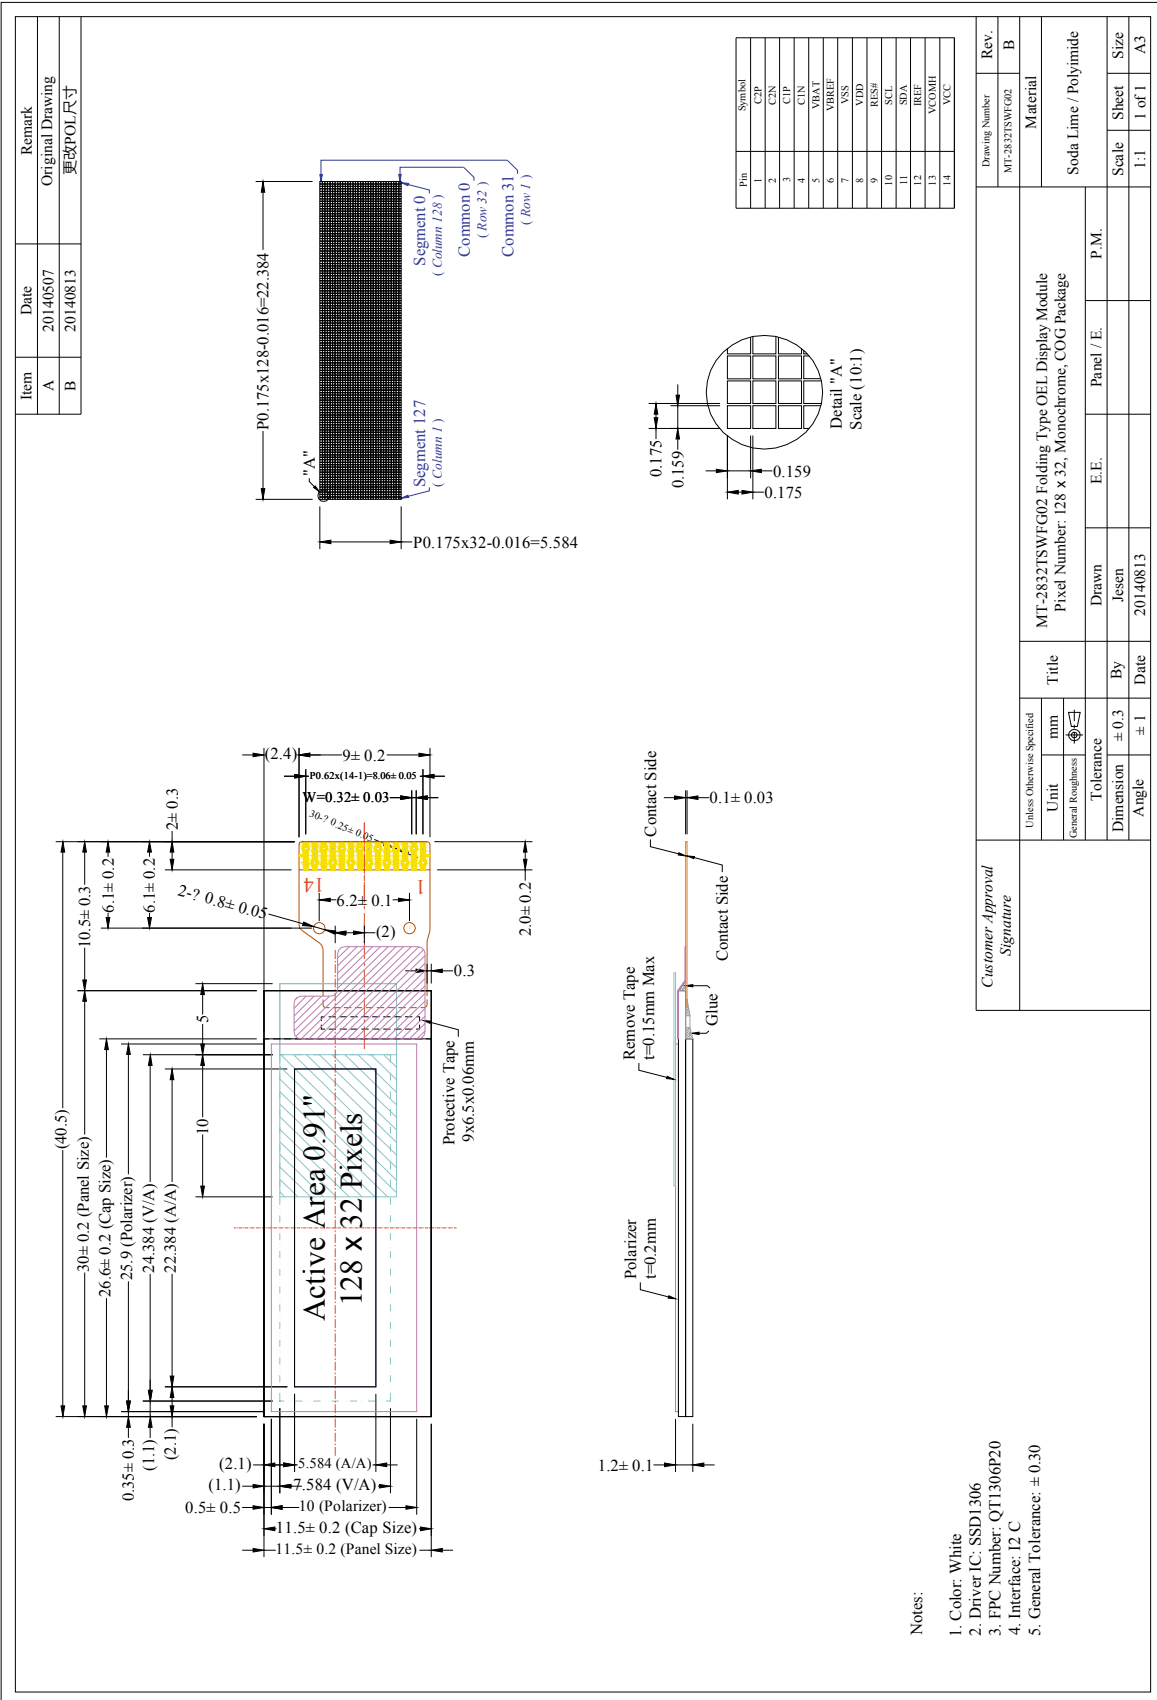 Item Date Remark
A 20140507 Original Drawing
B 20140813 更改POL尺寸
(40.5)
30± 0.2 (Panel Size)
10.5± 0.3
2± 0.3
26.6± 0.2 (Cap Size)
6.1± 0.2
25.9 (Polarizer)
24.384 (V/A)
6.1± 0.2
22.384 (A/A)
5
10
0.35± 0.3
(1.1)
(2.1)
(2.1)
5.584 (A/A)
(1.1)
7.584 (V/A)
0.5± 0.5
10 (Polarizer)
11.5± 0.2 (Cap Size)
11.5± 0.2 (Panel Size)
Active Area 0.91"
128 x 32 Pixels
2-? 0.8± 0.05
(2.4)
9± 0.2
P0.62x(14-1)=8.06± 0.05
W=0.32± 0.03
30-? 0.25± 0.05
14
1
6.2± 0.1
(2)
0.3
2.0± 0.2
Protective Tape
9x6.5x0.06mm
P0.175x128-0.016=22.384
"A"
P0.175x32-0.016=5.584
Segment 127
( Column 1 )
Segment 0
( Column 128 )
Common 0
( Row 32 )
Common 31
( Row 1 )
1.2± 0.1
Polarizer
t=0.2mm
Remove Tape
t=0.15mm Max
Glue
Contact Side
Contact Side
0.1± 0.03
0.175
0.159
0.159
0.175
Detail "A"
Scale (10:1)
Pin Symbol
1 C2P
2 C2N
3 C1P
4 C1N
5 VBAT
6 VBREF
7 VSS
8 VDD
9 RES#
10 SCL
11 SDA
12 IREF
13 VCOMH
14 VCC
Notes:
1. Color: White
2. Driver IC: SSD1306
3. FPC Number: QT1306P20
4. Interface: I2 C
5. General Tolerance: ± 0.30
Customer Approval
Signature
Drawing Number Rev.
MT-2832TSWFG02 B
Unless Otherwise Specified
Unit mm
General Roughness
Tolerance
Dimension ± 0.3
Angle ± 1
Title
MT-2832TSWFG02 Folding Type OEL Display Module
Pixel Number: 128 x 32, Monochrome, COG Package
Material
Soda Lime / Polyimide
Drawn E.E. Panel / E. P.M.
By Jesen
Date 20140813
Scale Sheet Size
1:1 1 of 1 A3